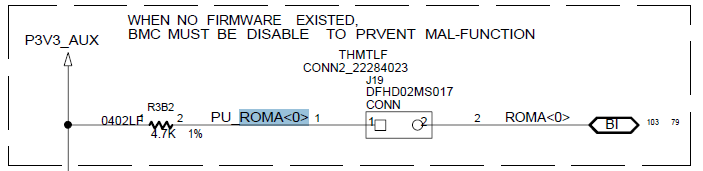 WHEN NO FIRMWARE EXISTED,
BMC MUST BE DISABLE TO PRVENT MAL-FUNCTION
P3V3_AUX
THMTLF
CONN2_22284023
J19
DFHD02MS017
CONN
R3B2
0402LF 1 2 PU_ROMA<0> 1 1 2 2 ROMA<0> BI 103 79
4.7K 1%